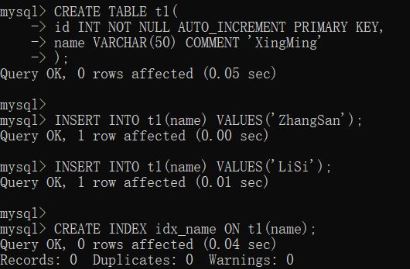 mysql> CREATE TABLE t1(
    -> id INT NOT NULL AUTO_INCREMENT PRIMARY KEY,
    -> name VARCHAR(50) COMMENT 'XingMing'
    -> );
Query OK, 0 rows affected (0.05 sec)
mysql>
mysql> INSERT INTO t1(name) VALUES('ZhangSan');
Query OK, 1 row affected (0.00 sec)
mysql> INSERT INTO t1(name) VALUES('LiSi');
Query OK, 1 row affected (0.01 sec)
mysql>
mysql> CREATE INDEX idx_name ON t1(name);
Query OK, 0 rows affected (0.04 sec)
Records: 0  Duplicates: 0  Warnings: 0